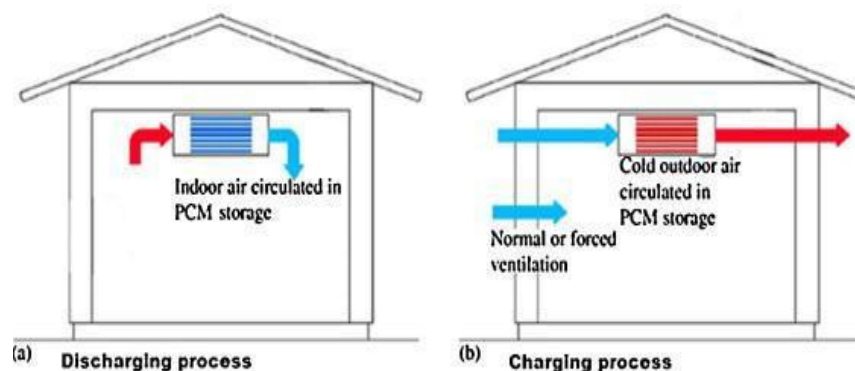 Indoor air circulated in
PCM storage
(a) Discharging process
Cold outdoor air
circulated in
PCM storage
Normal or forced
ventilation
(b) Charging process